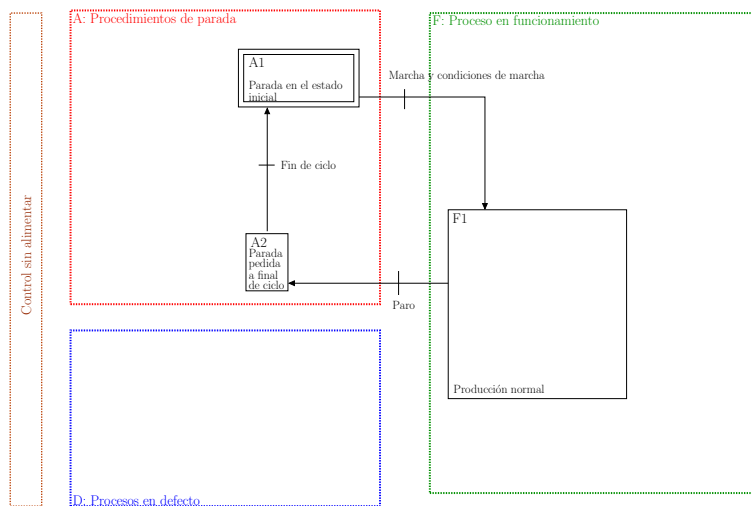 A: Procedimientos de parada
F: Proceso en funcionamiento
A1
Parada en el estado
inicial
Marcha y condiciones de marcha
Fin de ciclo
Control sin alimentar
A2
Parada
pedida
a final
de ciclo
F1
Paro
Producción normal
D: Procesos en defecto